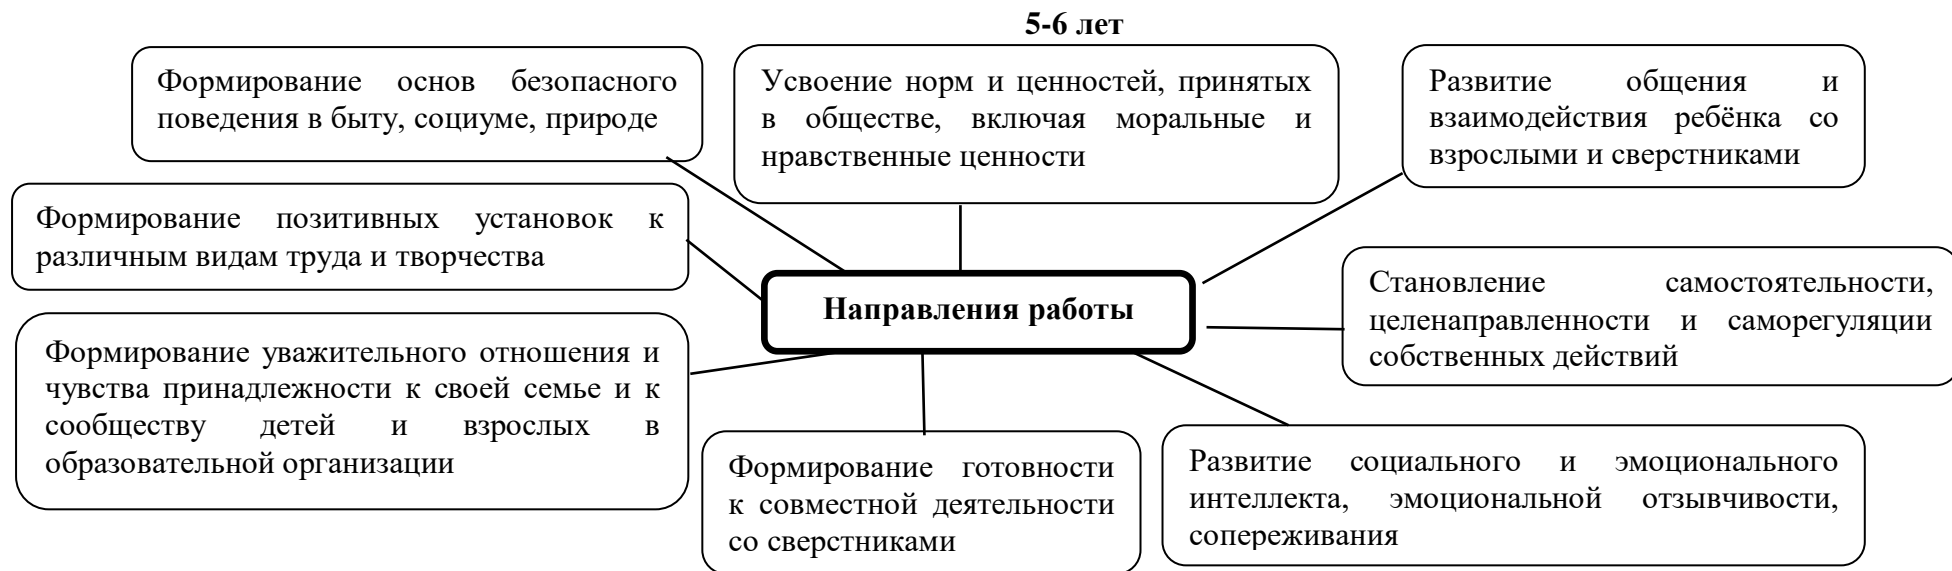 5-6 лет
Формирование основ безопасного
поведения в быту, социуме, природе
Усвоение норм и ценностей, принятых
в обществе, включая моральные и
нравственные ценности
Развитие общения и
взаимодействия ребёнка со
взрослыми и сверстниками
Формирование позитивных установок к
различным видам труда и творчества
Направления работы
Становление самостоятельности,
целенаправленности и саморегуляции
собственных действий
Формирование уважительного отношения и
чувства принадлежности к своей семье и к
сообществу детей и взрослых в
образовательной организации
Формирование готовности
к совместной деятельности
со сверстниками
Развитие социального и эмоционального
интеллекта, эмоциональной отзывчивости,
сопереживания